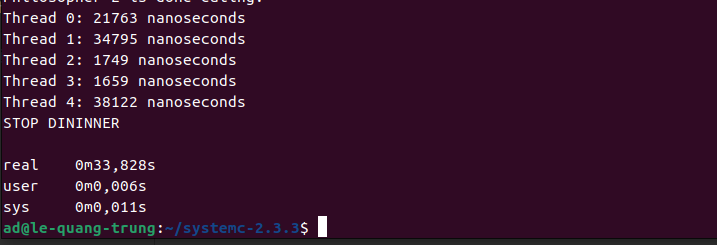 Philosopher 2 is done eating.
Thread 0: 21763 nanoseconds
Thread 1: 34795 nanoseconds
Thread 2: 1749 nanoseconds
Thread 3: 1659 nanoseconds
Thread 4: 38122 nanoseconds
STOP DININNER
real 0m33,828s
user 0m0,006s
sys 0m0,011s
ad@le-quang-trung:~/systemc-2.3.3$